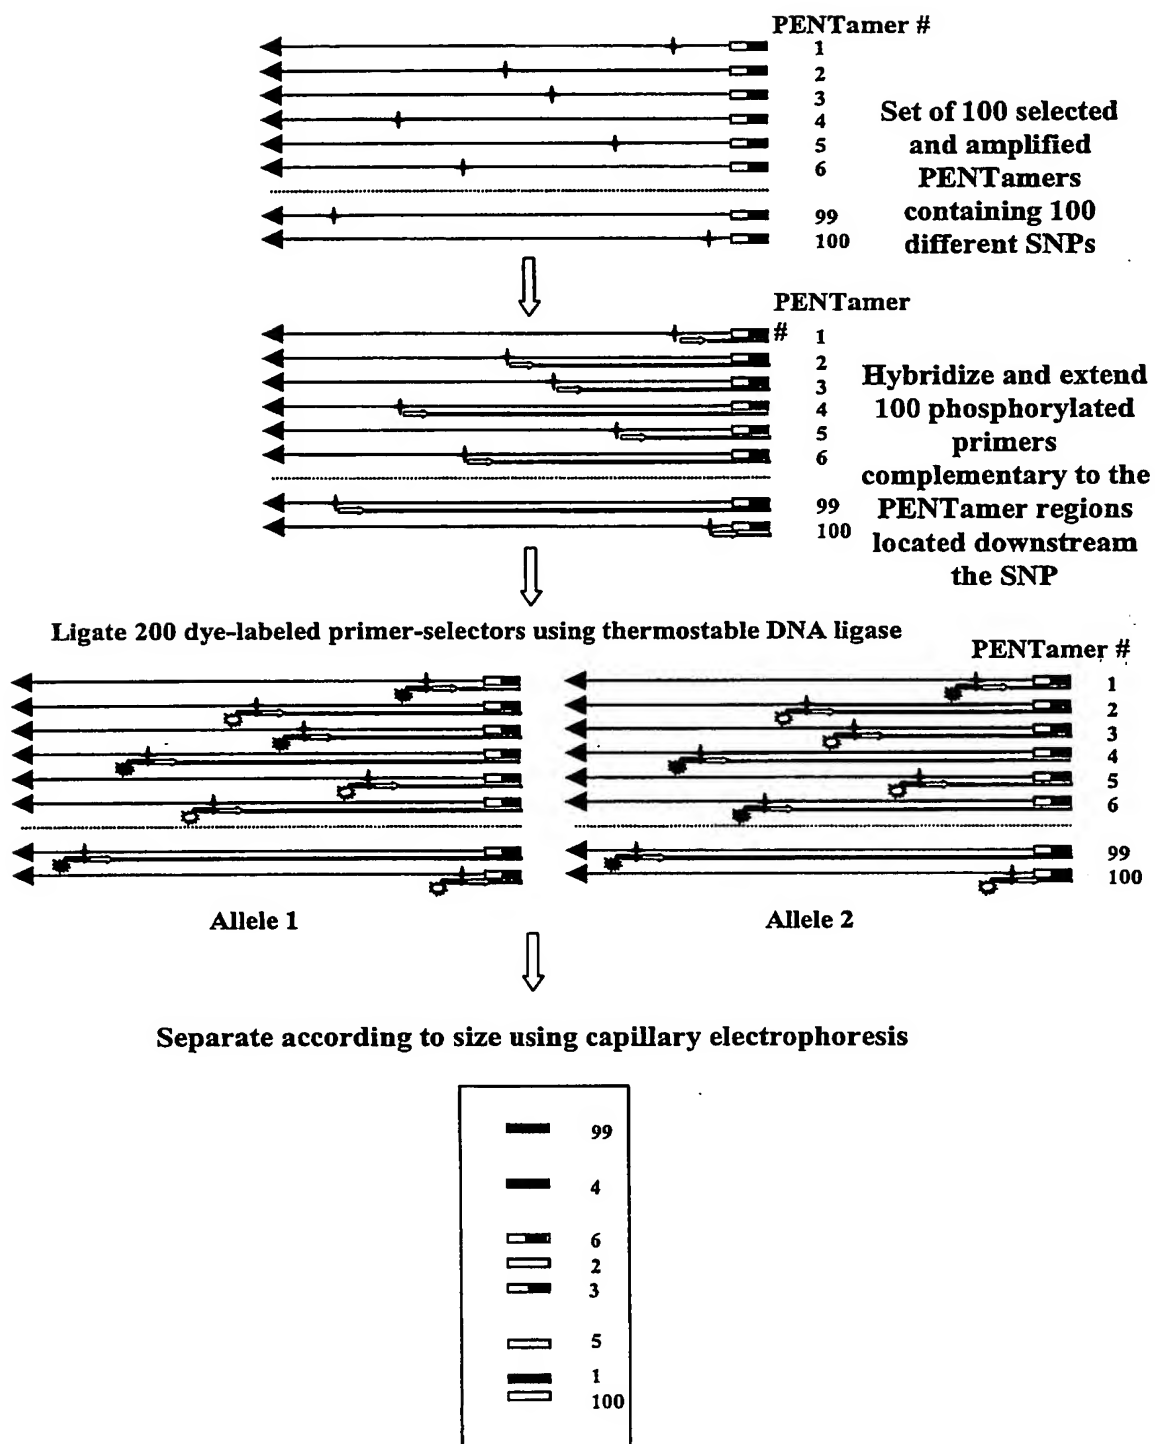 PENTamer #
1
2
3
4
5
6
99
100
Set of 100 selected
and amplified
PENTamers
containing 100
different SNPs
PENTamer
#
1
2
3
4
5
6
99
100
Hybridize and extend
100 phosphorylated
primers
complementary to the
PENTamer regions
located downstream
the SNP
Ligate 200 dye-labeled primer-selectors using thermostable DNA ligase
PENTamer #
1
2
3
4
5
6
99
100
Allele 1
Allele 2
Separate according to size using capillary electrophoresis
99
4
6
2
3
5
1
100